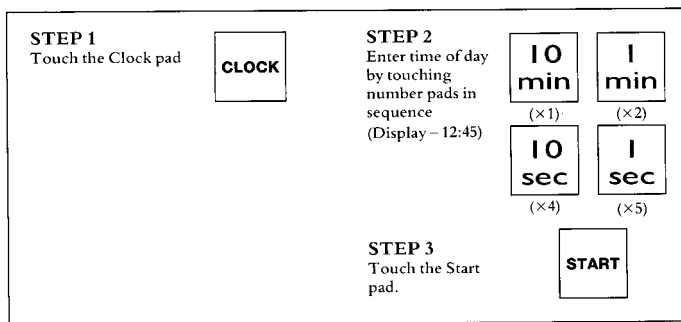 STEP 1
Touch the Clock pad
CLOCK
STEP 2
Enter time of day
by touching
number pads in
sequence
(Display – 12:45)
10
min
(×1)
1
min
(×2)
10
sec
(×4)
1
sec
(×5)
STEP 3
Touch the Start
pad.
START